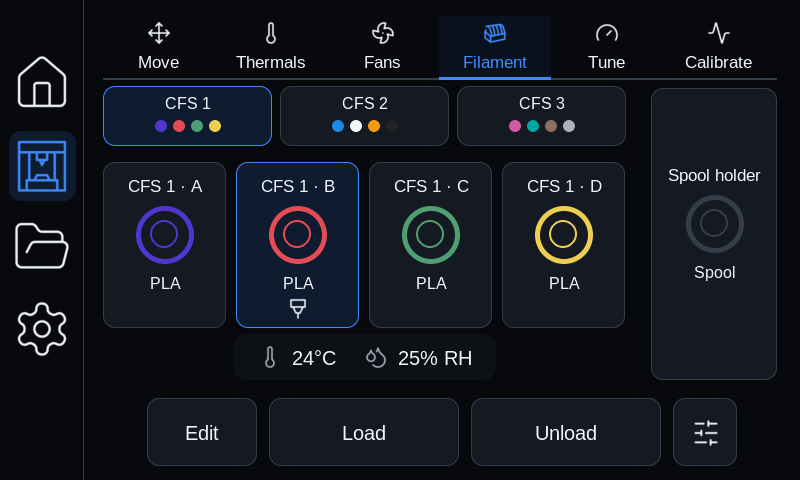 Move
Thermals
Fans
Filament
Tune
Calibrate
CFS 1
CFS 2
CFS 3
CFS 1 · A
CFS 1 · B
CFS 1 · C
CFS 1 · D
PLA
PLA
PLA
PLA
Spool holder
Spool
24°C
25% RH
Edit
Load
Unload